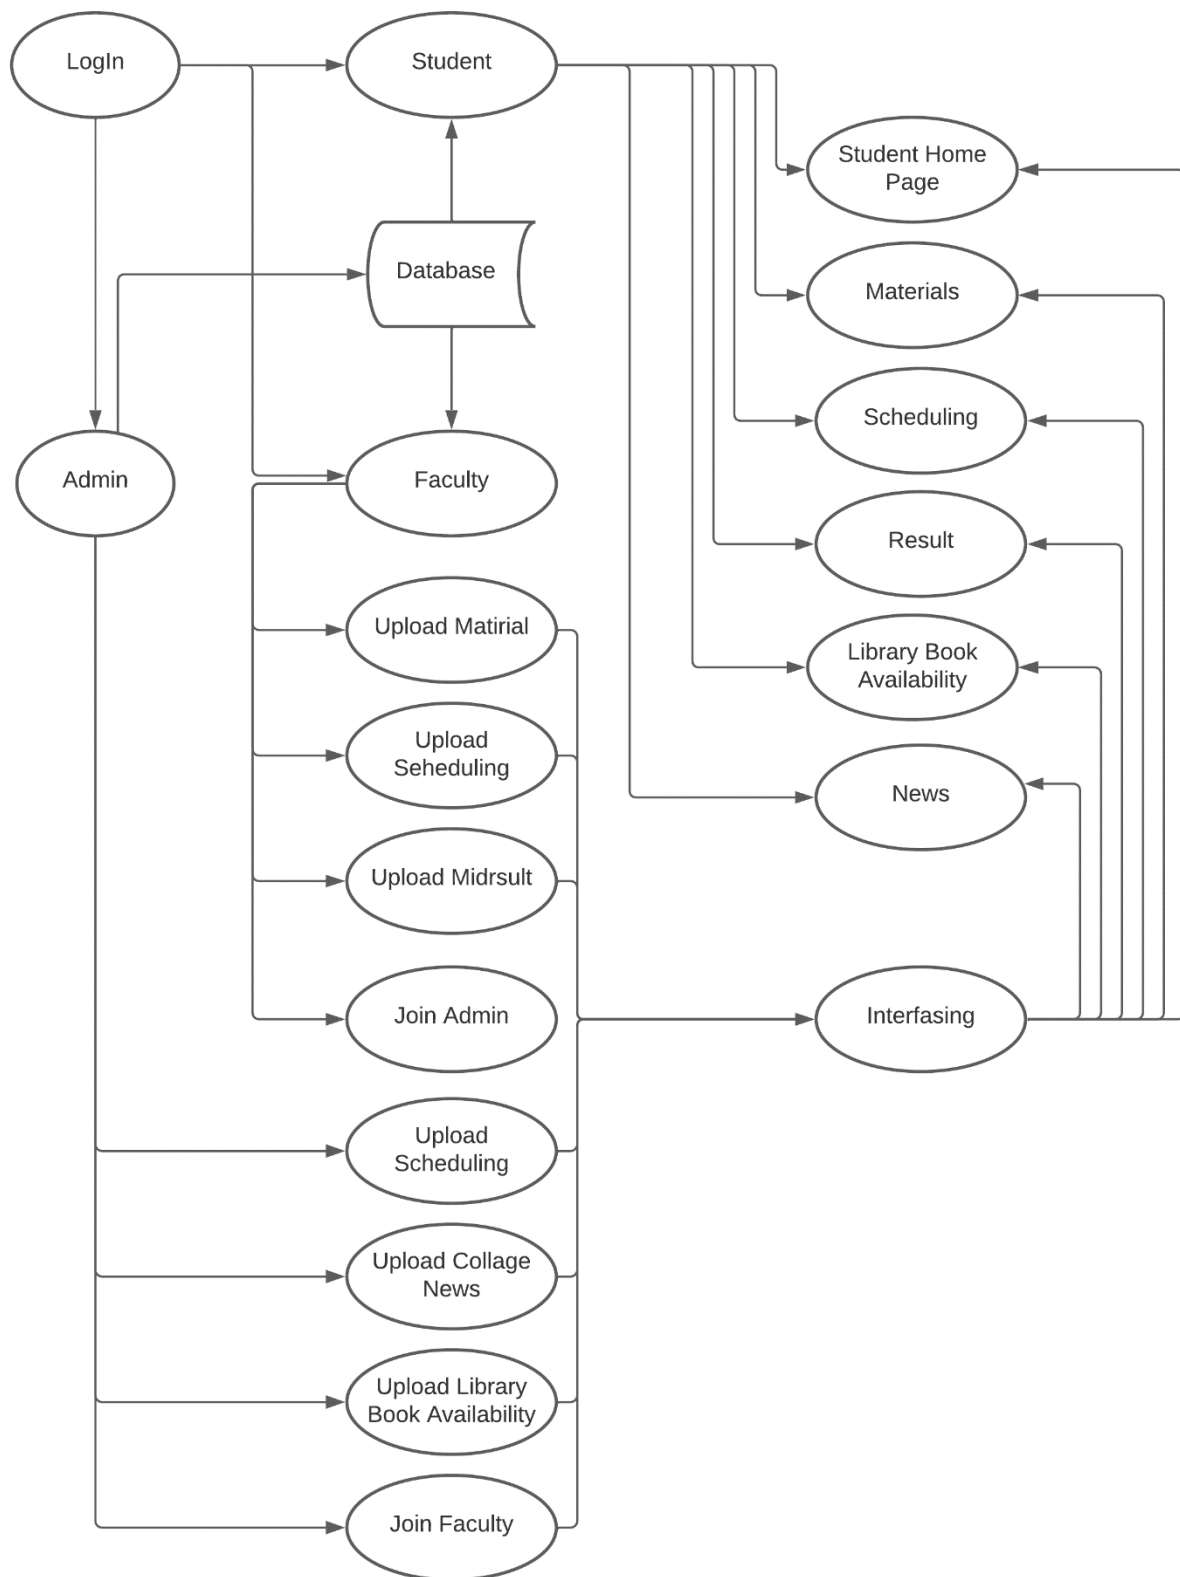 LogIn
Student
Student Home
Page
Database
Materials
Scheduling
Admin
Faculty
Result
Upload Matirial
Library Book
Availability
Upload
Seheduling
News
Upload Midrsult
Join Admin
Interfasing
Upload
Scheduling
Upload Collage
News
Upload Library
Book Availability
Join Faculty